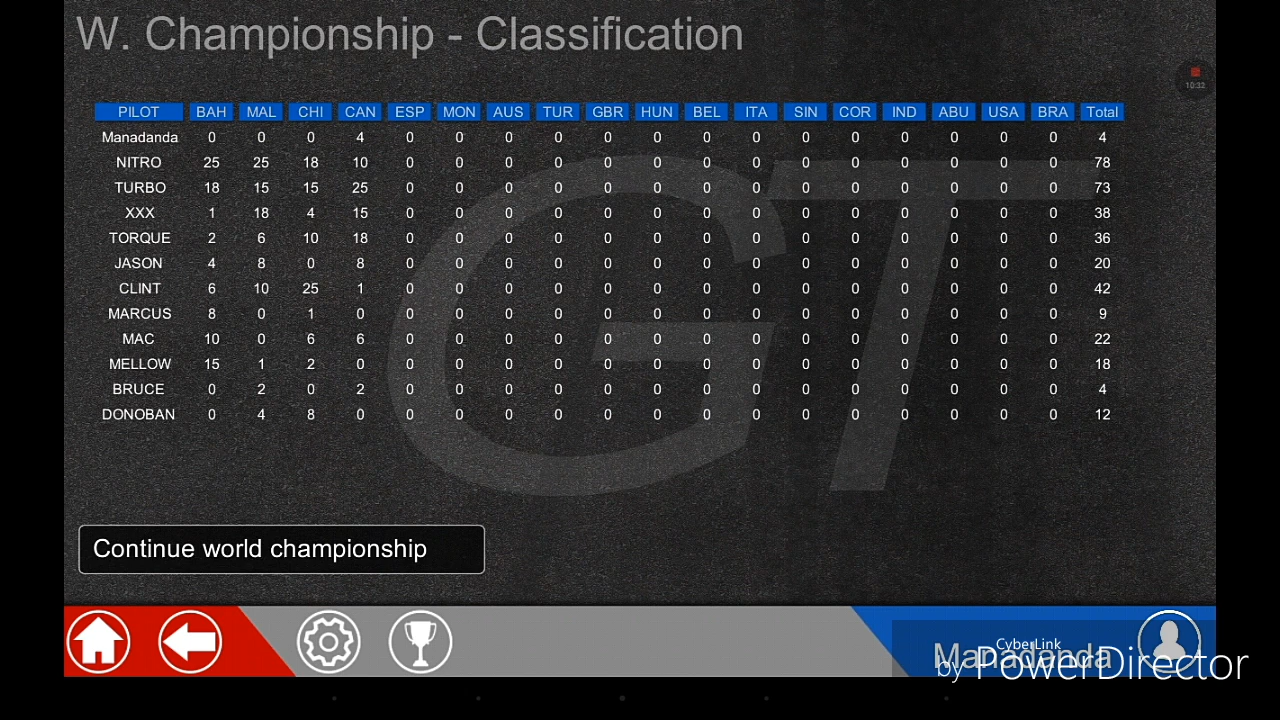 W. Championship - Classification
10:32
PILOT BAH MAL CHI CAN ESP MON AUS TUR GBR HUN BEL ITA SIN COR IND ABU USA BRA Total
Manadanda 0 0 0 4 0 0 0 0 0 0 0 0 0 0 0 0 0 0 4
NITRO 25 25 18 10 0 0 0 0 0 0 0 0 0 0 0 0 0 0 78
TURBO 18 15 15 25 0 0 0 0 0 0 0 0 0 0 0 0 0 0 73
XXX 1 18 4 15 0 0 0 0 0 0 0 0 0 0 0 0 0 0 38
TORQUE 2 6 10 18 0 0 0 0 0 0 0 0 0 0 0 0 0 0 36
JASON 4 8 0 8 0 0 0 0 0 0 0 0 0 0 0 0 0 0 20
CLINT 6 10 25 1 0 0 0 0 0 0 0 0 0 0 0 0 0 0 42
MARCUS 8 0 1 0 0 0 0 0 0 0 0 0 0 0 0 0 0 0 9
MAC 10 0 6 6 0 0 0 0 0 0 0 0 0 0 0 0 0 0 22
MELLOW 15 1 2 0 0 0 0 0 0 0 0 0 0 0 0 0 0 0 18
BRUCE 0 2 0 2 0 0 0 0 0 0 0 0 0 0 0 0 0 0 4
DONOBAN 0 4 8 0 0 0 0 0 0 0 0 0 0 0 0 0 0 0 12
GT
Continue world championship
Manadanda
CyberLink
by PowerDirector